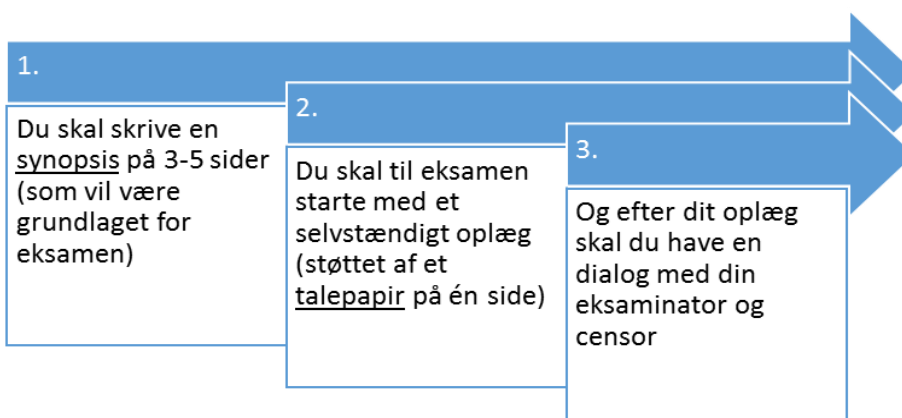 1.
Du skal skrive en
synopsis på 3-5 sider
(som vil være
grundlaget for
eksamen)
2.
Du skal til eksamen
starte med et
selvstændigt oplæg
(støttet af et
talepapir på én side)
3.
Og efter dit oplæg
skal du have en
dialog med din
eksaminator og
censor